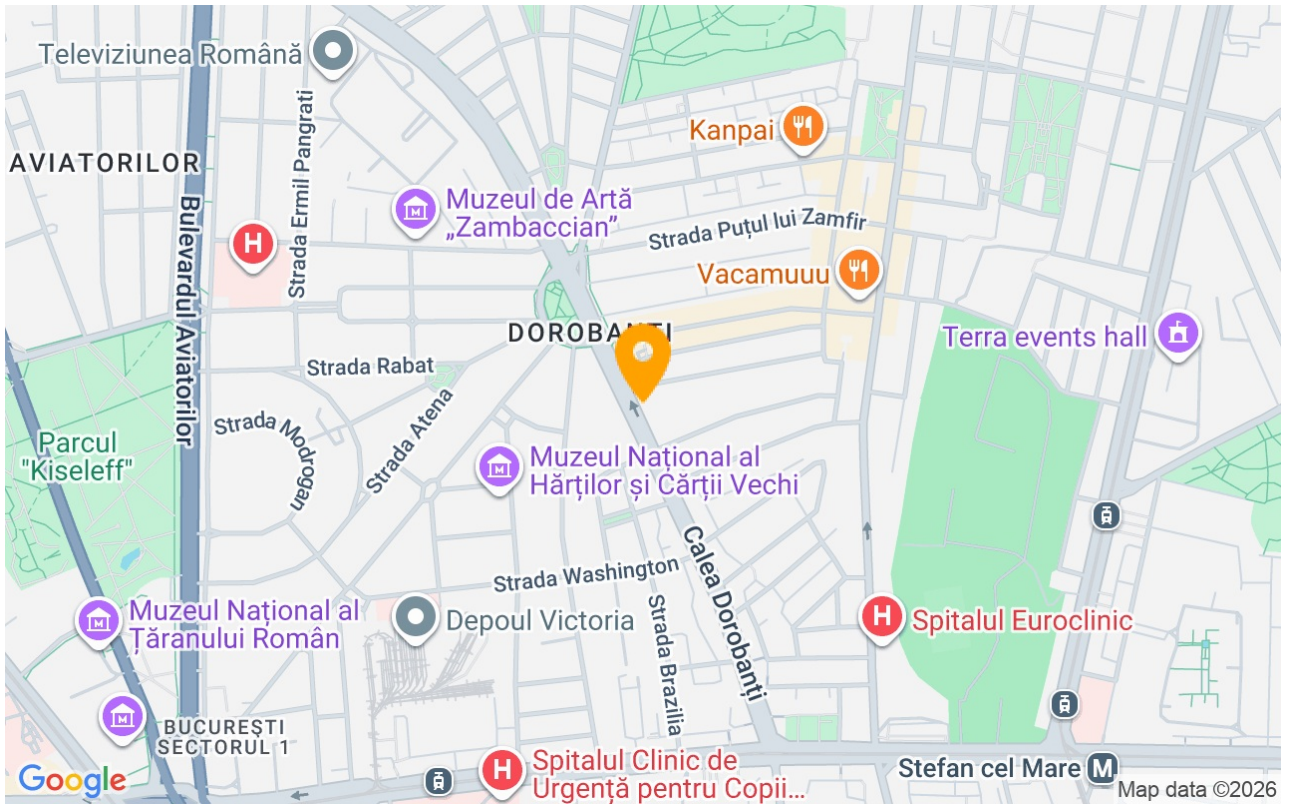 Televiziunea Română
Strada Ermil Pangrati
Kanpai
AVIATORILOR
Bulevardul Aviatorilor
H
Muzeul de Artă
„Zambaccian”
Strada Puțul lui Zamfir
Vacamuuu
DOROBANȚI
Terra events hall
Strada Rabat
Strada Atena
Strada Modrogan
Parcul
"Kiseleff"
Muzeul Național al
Hărților și Cărții Vechi
Calea Dorobanți
Strada Washington
Strada Brazilia
Muzeul Național al
Țăranului Român
Depoul Victoria
H
Spitalul Euroclinic
BUCUREȘTI
SECTORUL 1
H
Spitalul Clinic de
Urgență pentru Copii...
Stefan cel Mare M
Google
Map data ©2026